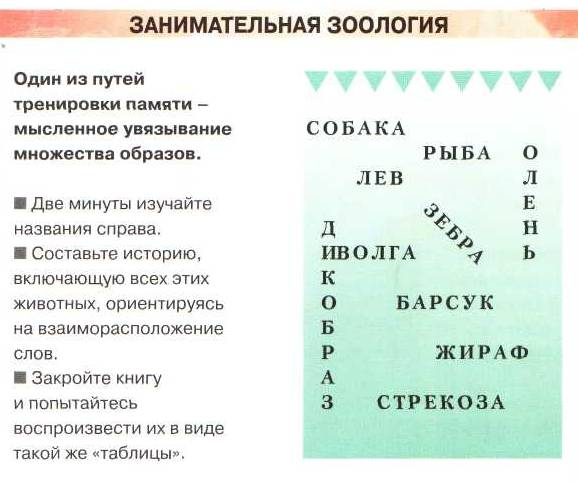 ЗАНИМАТЕЛЬНАЯ ЗООЛОГИЯ
Один из путей
тренировки памяти –
мысленное увязывание
множества образов.
■ Две минуты изучайте
названия справа.
■ Составьте историю,
включающую всех этих
животных, ориентируясь
на взаиморасположение
слов.
■ Закройте книгу
и попытайтесь
воспроизвести их в виде
такой же «таблицы».
СОБАКА
РЫБА
ОЛЕНЬ
ЛЕВ
ЗЕБРА
ДИКОБРАЗ
ИВОЛГА
БАРСУК
ЖИРАФ
СТРЕКОЗА